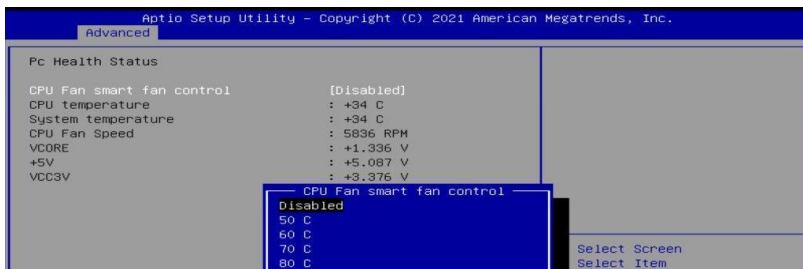 Aptio Setup Utility – Copyright (C) 2021 American Megatrends, Inc.
Advanced
Pc Health Status
CPU Fan smart fan control [Disabled]
CPU temperature : +34 C
System temperature : +34 C
CPU Fan Speed : 5836 RPM
VCORE : +1.336 V
+5V : +5.087 V
VCC3V : +3.376 V
CPU Fan smart fan control
Disabled
50 C
60 C
70 C
80 C
Select Screen
Select Item